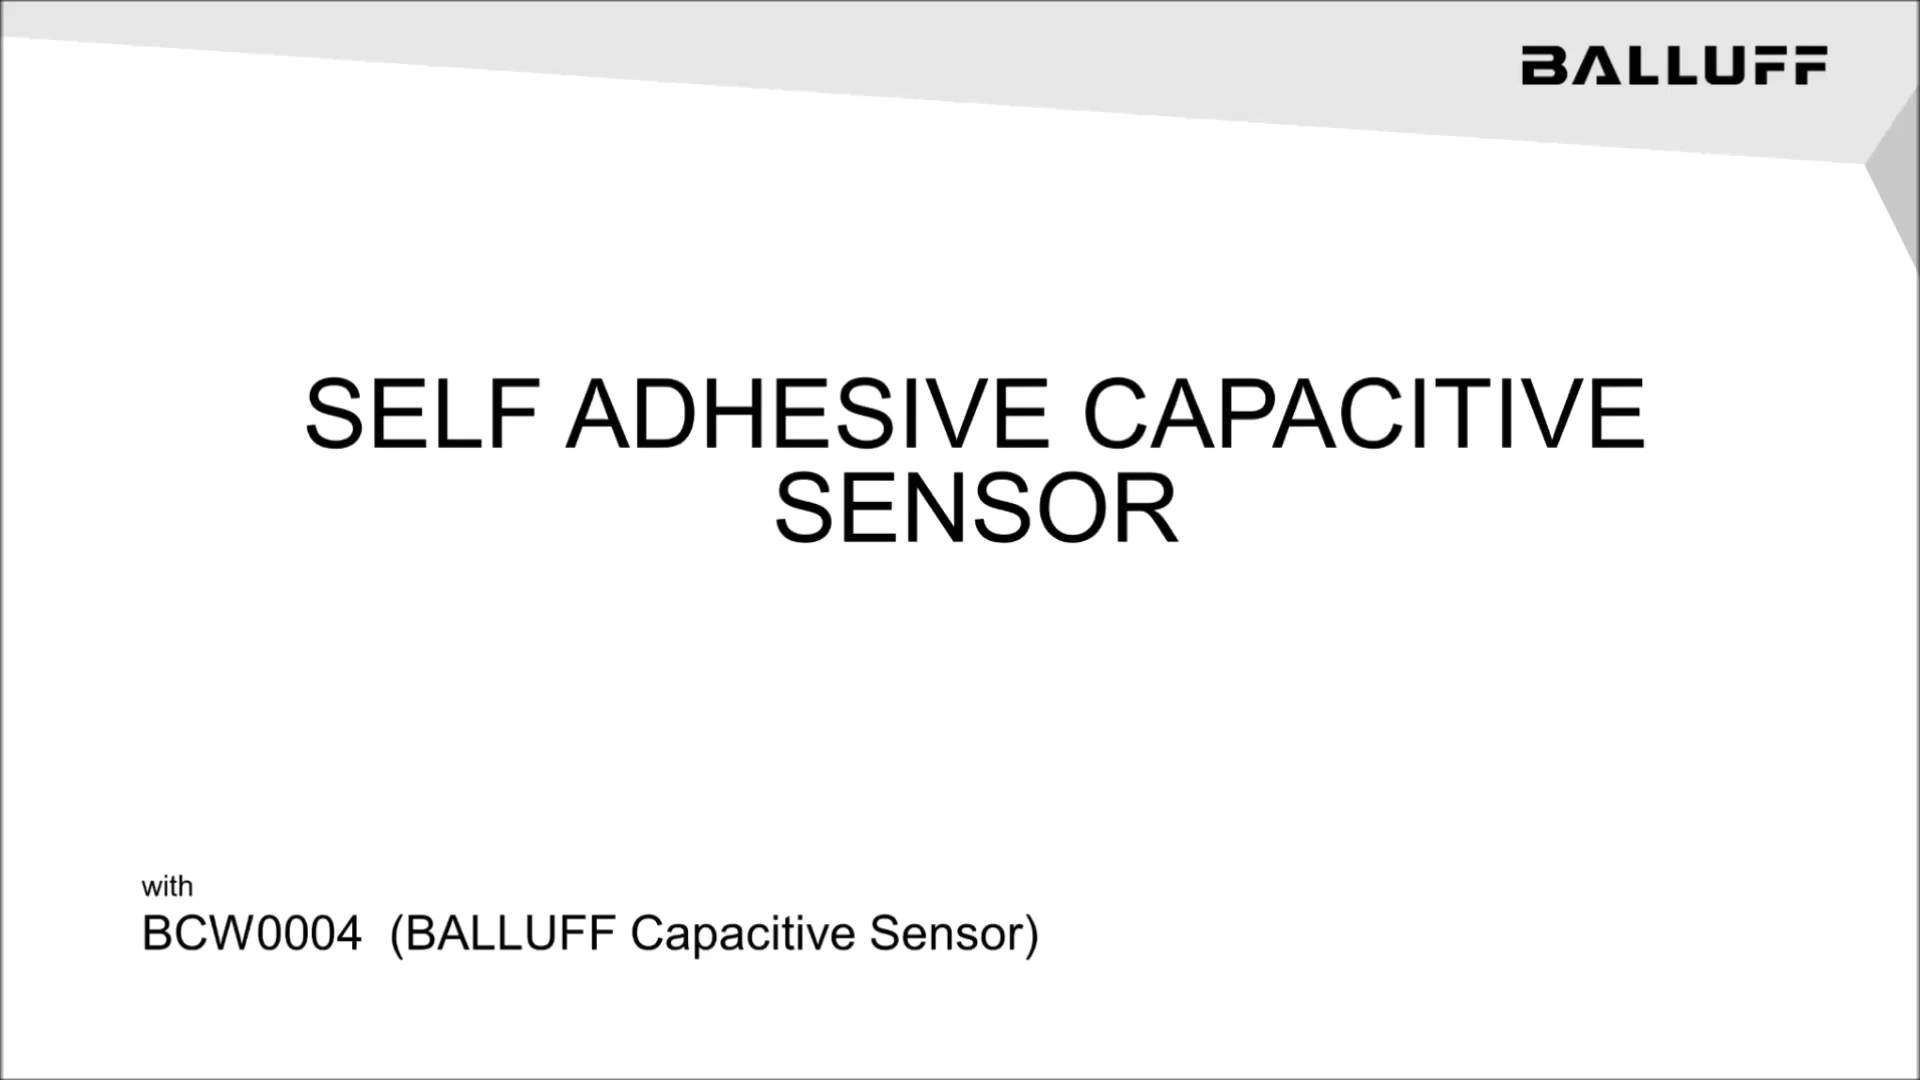 BALLUFF
SELF ADHESIVE CAPACITIVE
SENSOR
with
BCW0004 (BALLUFF Capacitive Sensor)